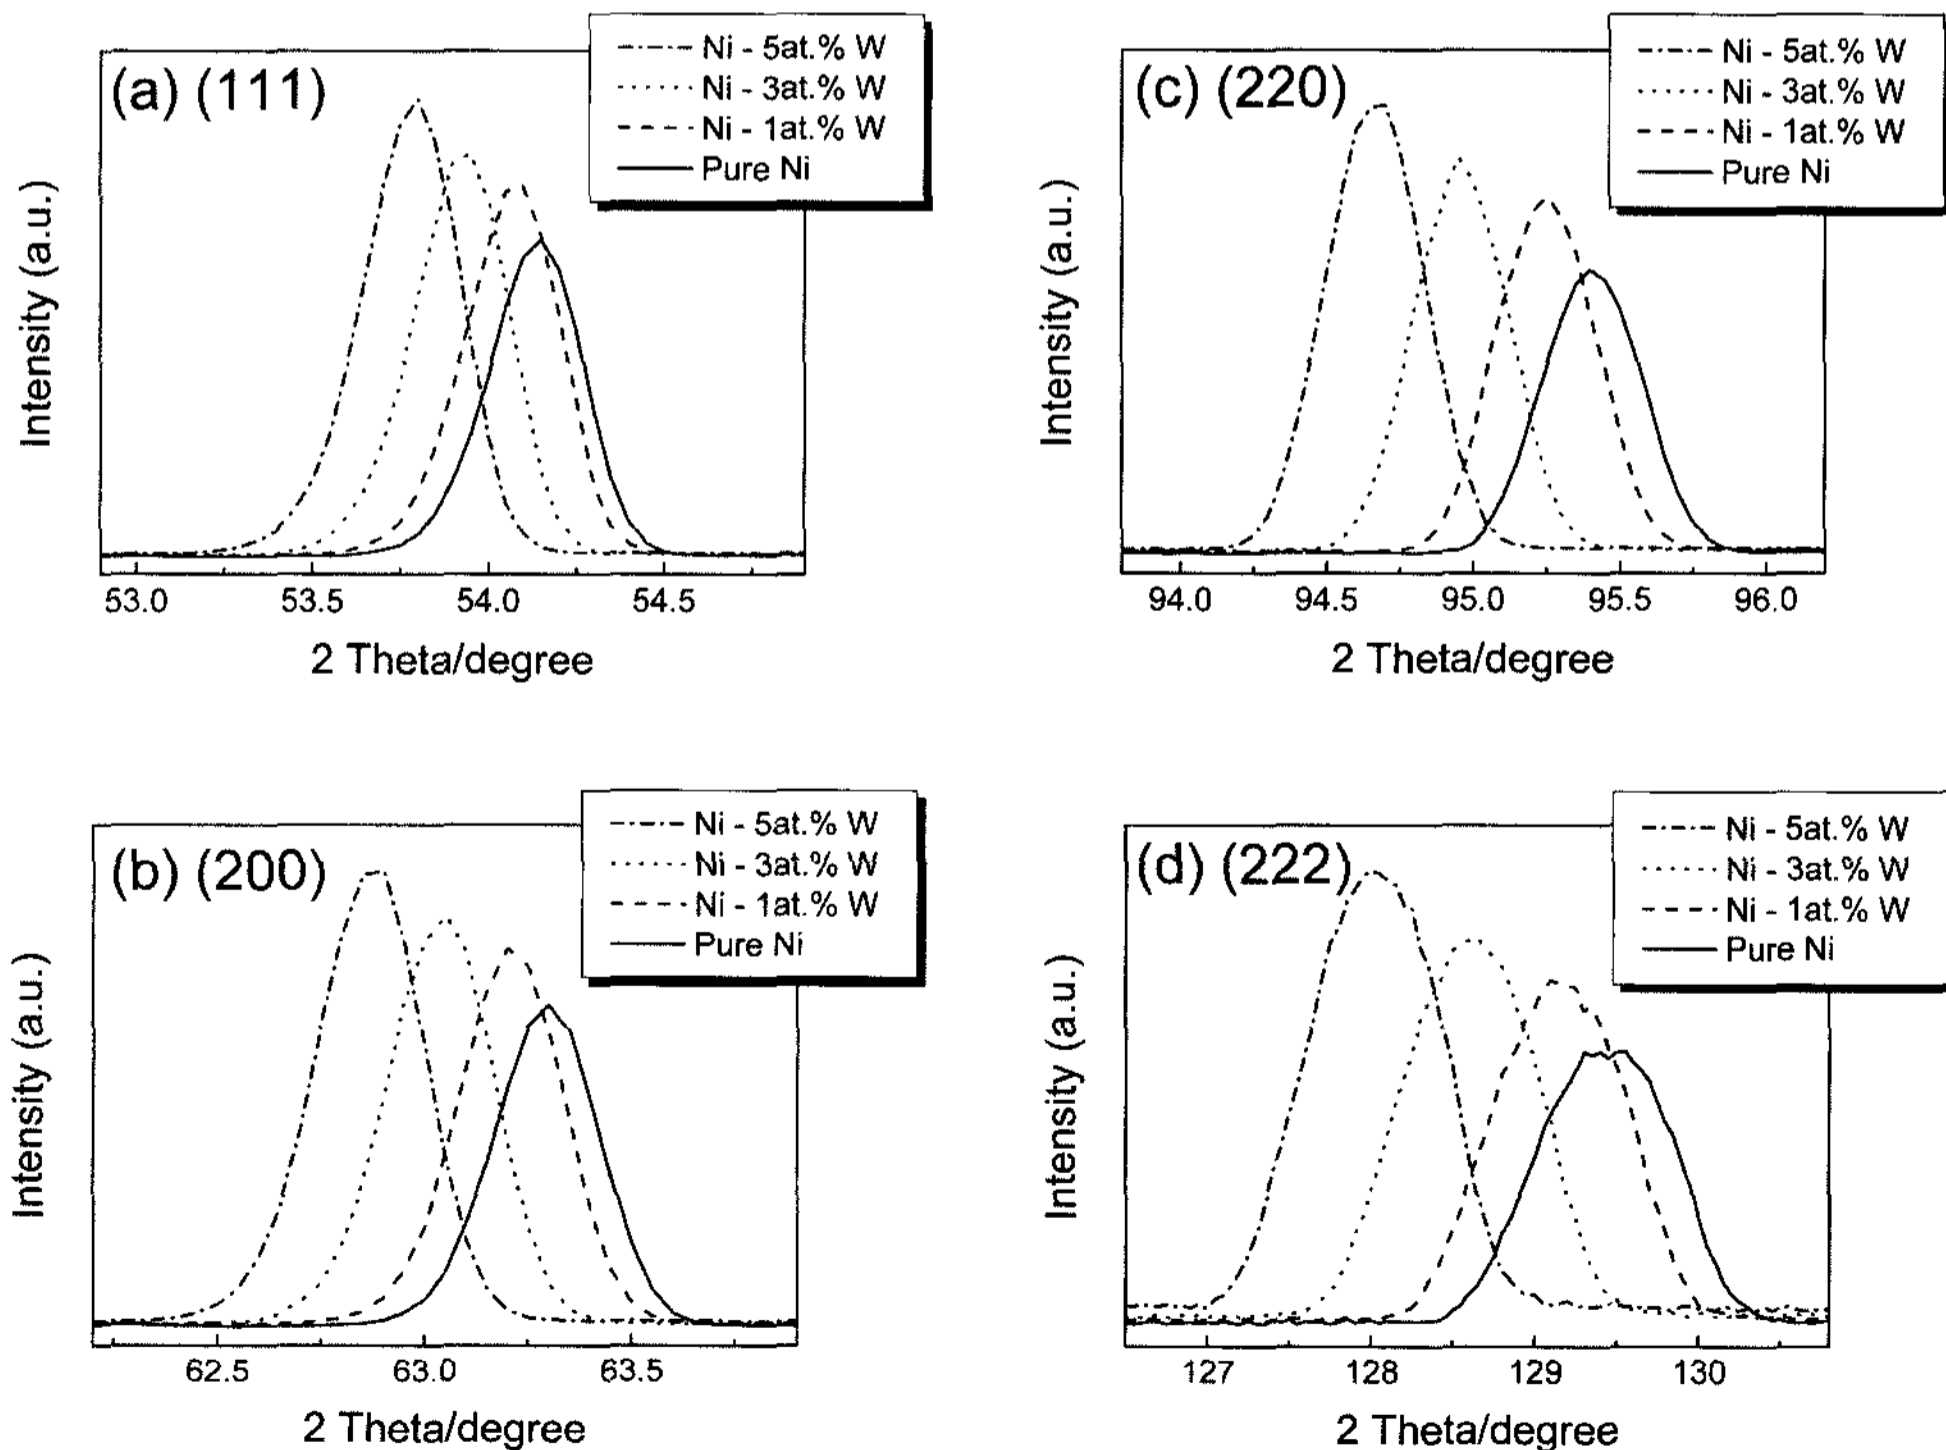 (a) (111)
Ni - 5at.% W
Ni - 3at.% W
Ni - 1at.% W
Pure Ni
Intensity (a.u.)
53.0 53.5 54.0 54.5
2 Theta/degree
(c) (220)
Ni - 5at.% W
Ni - 3at.% W
Ni - 1at.% W
Pure Ni
Intensity (a.u.)
94.0 94.5 95.0 95.5 96.0
2 Theta/degree
(b) (200)
Ni - 5at.% W
Ni - 3at.% W
Ni - 1at.% W
Pure Ni
Intensity (a.u.)
62.5 63.0 63.5
2 Theta/degree
(d) (222)
Ni - 5at.% W
Ni - 3at.% W
Ni - 1at.% W
Pure Ni
Intensity (a.u.)
127 128 129 130
2 Theta/degree